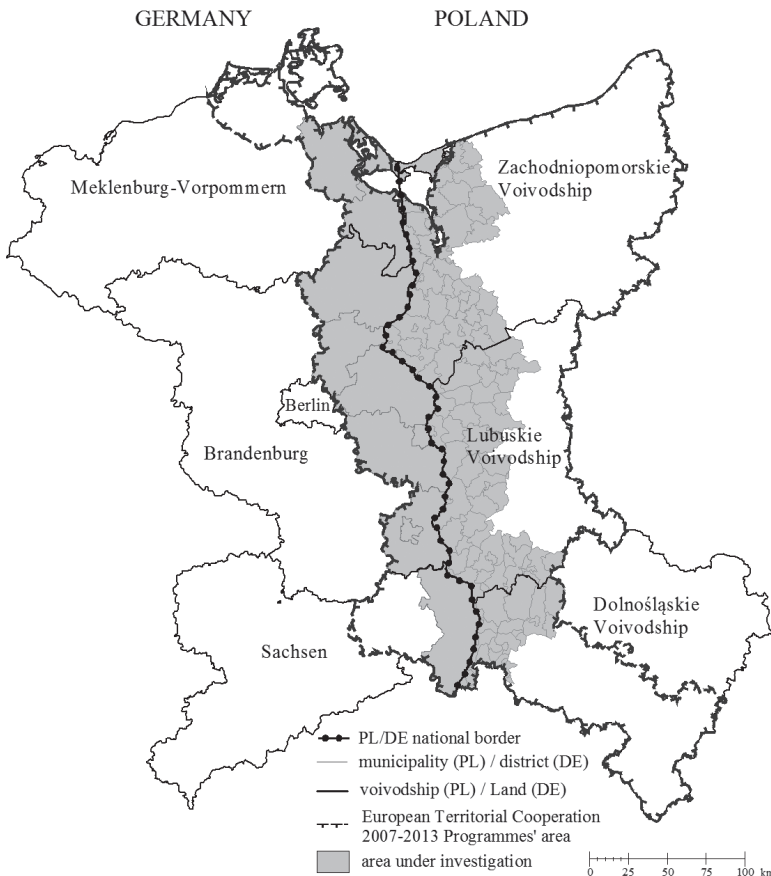 GERMANY POLAND
Meklenburg-Vorpommern
Zachodniopomorskie
Voivodship
Berlin
Brandenburg
Lubuskie
Voivodship
Sachsen
Dolnośląskie
Voivodship
PL/DE national border
municipality (PL) / district (DE)
voivodship (PL) / Land (DE)
European Territorial Cooperation
2007-2013 Programmes' area
area under investigation
0 25 50 75 100 km